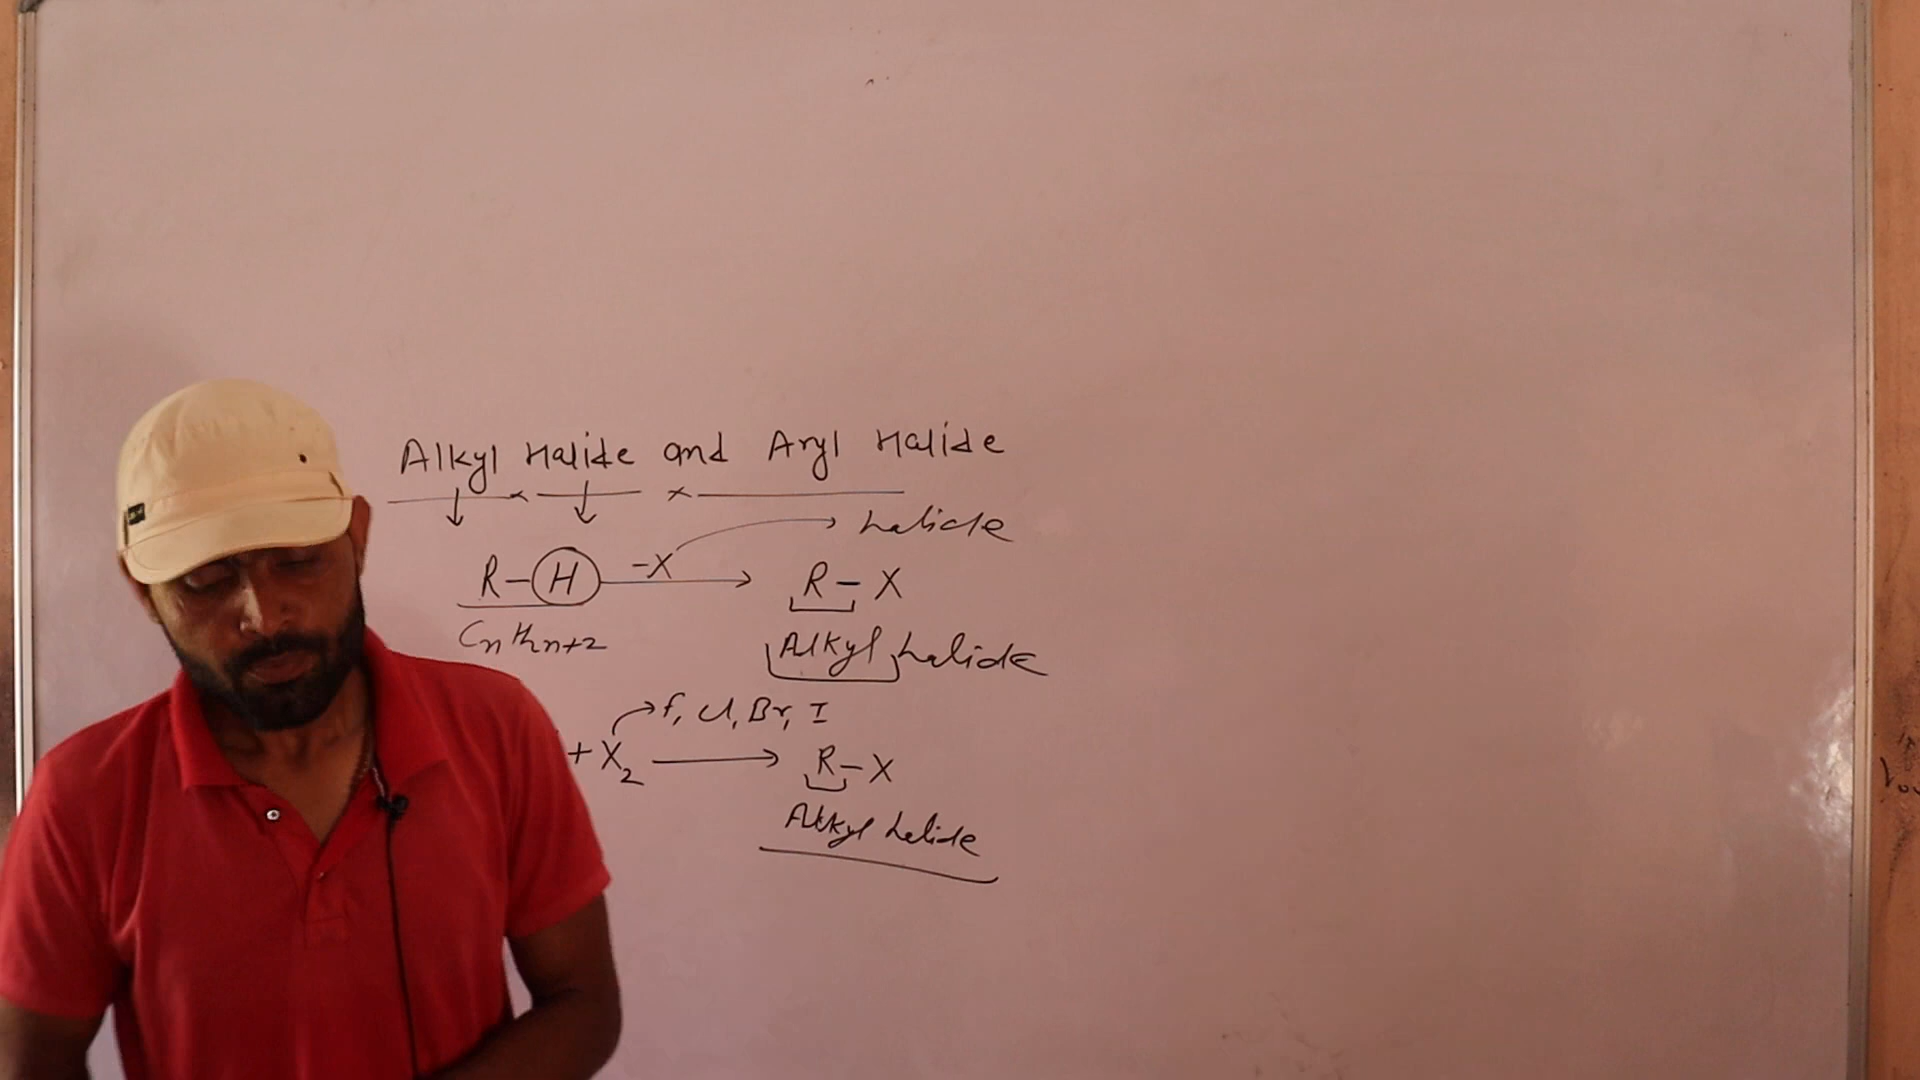 Alkyl Halide and Aryl Halide
halide
R-H -X → R-X
CnH2n+2
Alkyl halide
F, Cl, Br, I
+ X2 → R-X
Alkyl halide